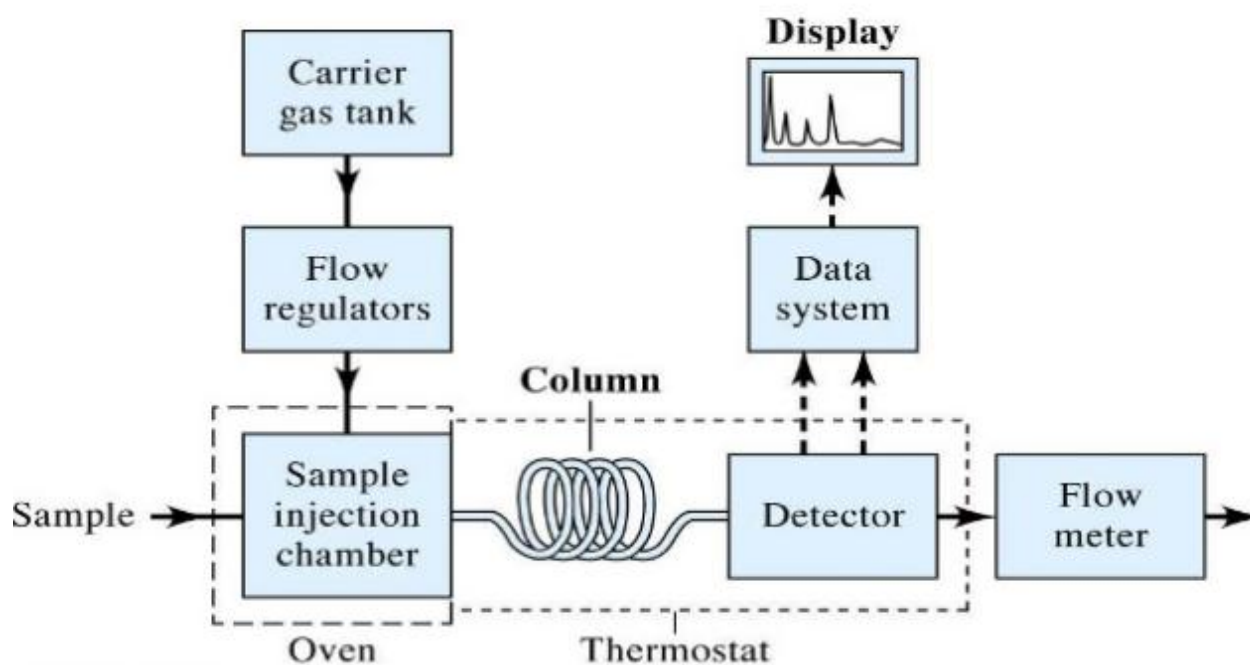 Display
Carrier
gas tank
Flow
regulators
Data
system
Column
Sample
Sample
injection
chamber
Detector
Flow
meter
Oven
Thermostat